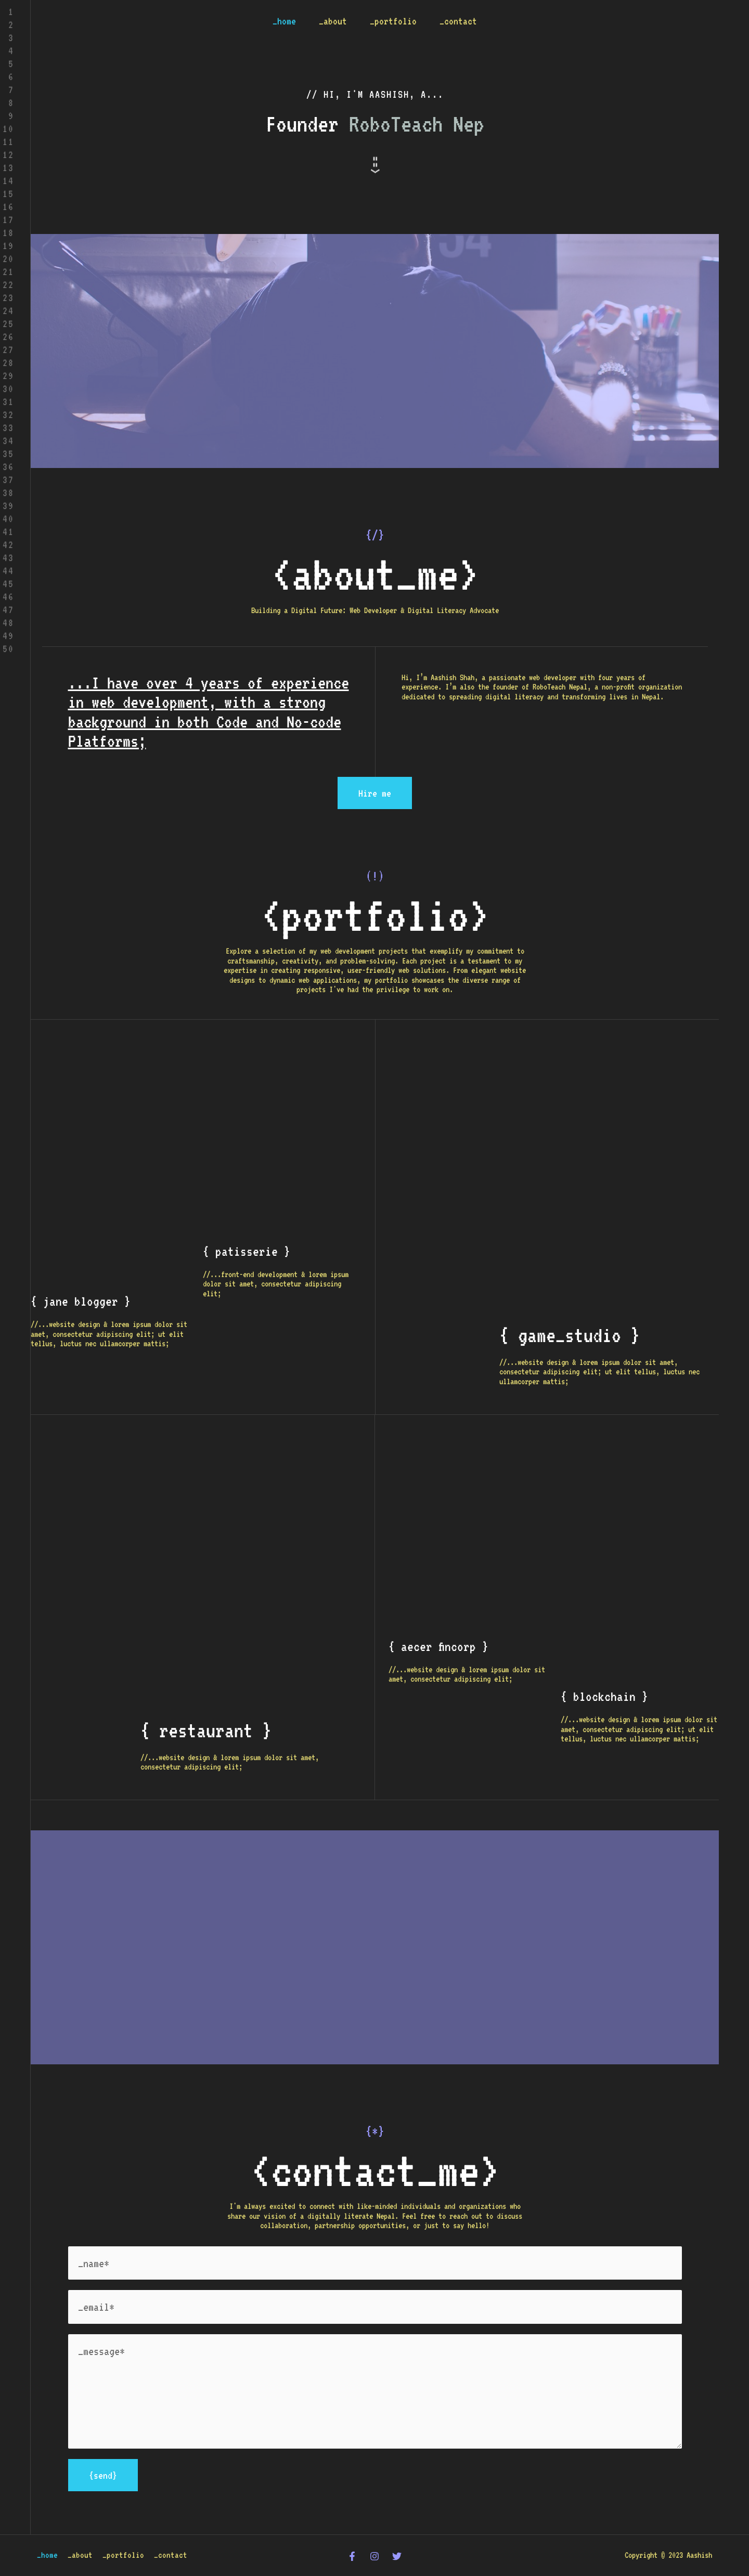 1
2
3
4
5
6
7
8
9
10
11
12
13
14
15
16
17
18
19
20
21
22
23
24
25
26
27
28
29
30
31
32
33
34
35
36
37
38
39
40
41
42
43
44
45
46
47
48
49
50
_home _about _portfolio _contact
// HI, I'M AASHISH, A...
Founder RoboTeach Nep
{/}
<about_me>
Building a Digital Future: Web Developer & Digital Literacy Advocate
...I have over 4 years of experience
in web development, with a strong
background in both Code and No-code
Platforms;
Hi, I'm Aashish Shah, a passionate web developer with four years of
experience. I'm also the founder of RoboTeach Nepal, a non-profit organization
dedicated to spreading digital literacy and transforming lives in Nepal.
Hire me
(!)
<portfolio>
Explore a selection of my web development projects that exemplify my commitment to
craftsmanship, creativity, and problem-solving. Each project is a testament to my
expertise in creating responsive, user-friendly web solutions. From elegant website
designs to dynamic web applications, my portfolio showcases the diverse range of
projects I've had the privilege to work on.
{ patisserie }
//...front-end development & lorem ipsum
dolor sit amet, consectetur adipiscing
elit;
{ jane blogger }
//...website design & lorem ipsum dolor sit
amet, consectetur adipiscing elit; ut elit
tellus, luctus nec ullamcorper mattis;
{ game_studio }
//...website design & lorem ipsum dolor sit amet,
consectetur adipiscing elit; ut elit tellus, luctus nec
ullamcorper mattis;
{ restaurant }
//...website design & lorem ipsum dolor sit amet,
consectetur adipiscing elit;
{ aecer fincorp }
//...website design & lorem ipsum dolor sit
amet, consectetur adipiscing elit;
{ blockchain }
//...website design & lorem ipsum dolor sit
amet, consectetur adipiscing elit; ut elit
tellus, luctus nec ullamcorper mattis;
{*}
<contact_me>
I'm always excited to connect with like-minded individuals and organizations who
share our vision of a digitally literate Nepal. Feel free to reach out to discuss
collaboration, partnership opportunities, or just to say hello!
_name*
_email*
_message*
{send}
_home _about _portfolio _contact
Copyright © 2023 Aashish